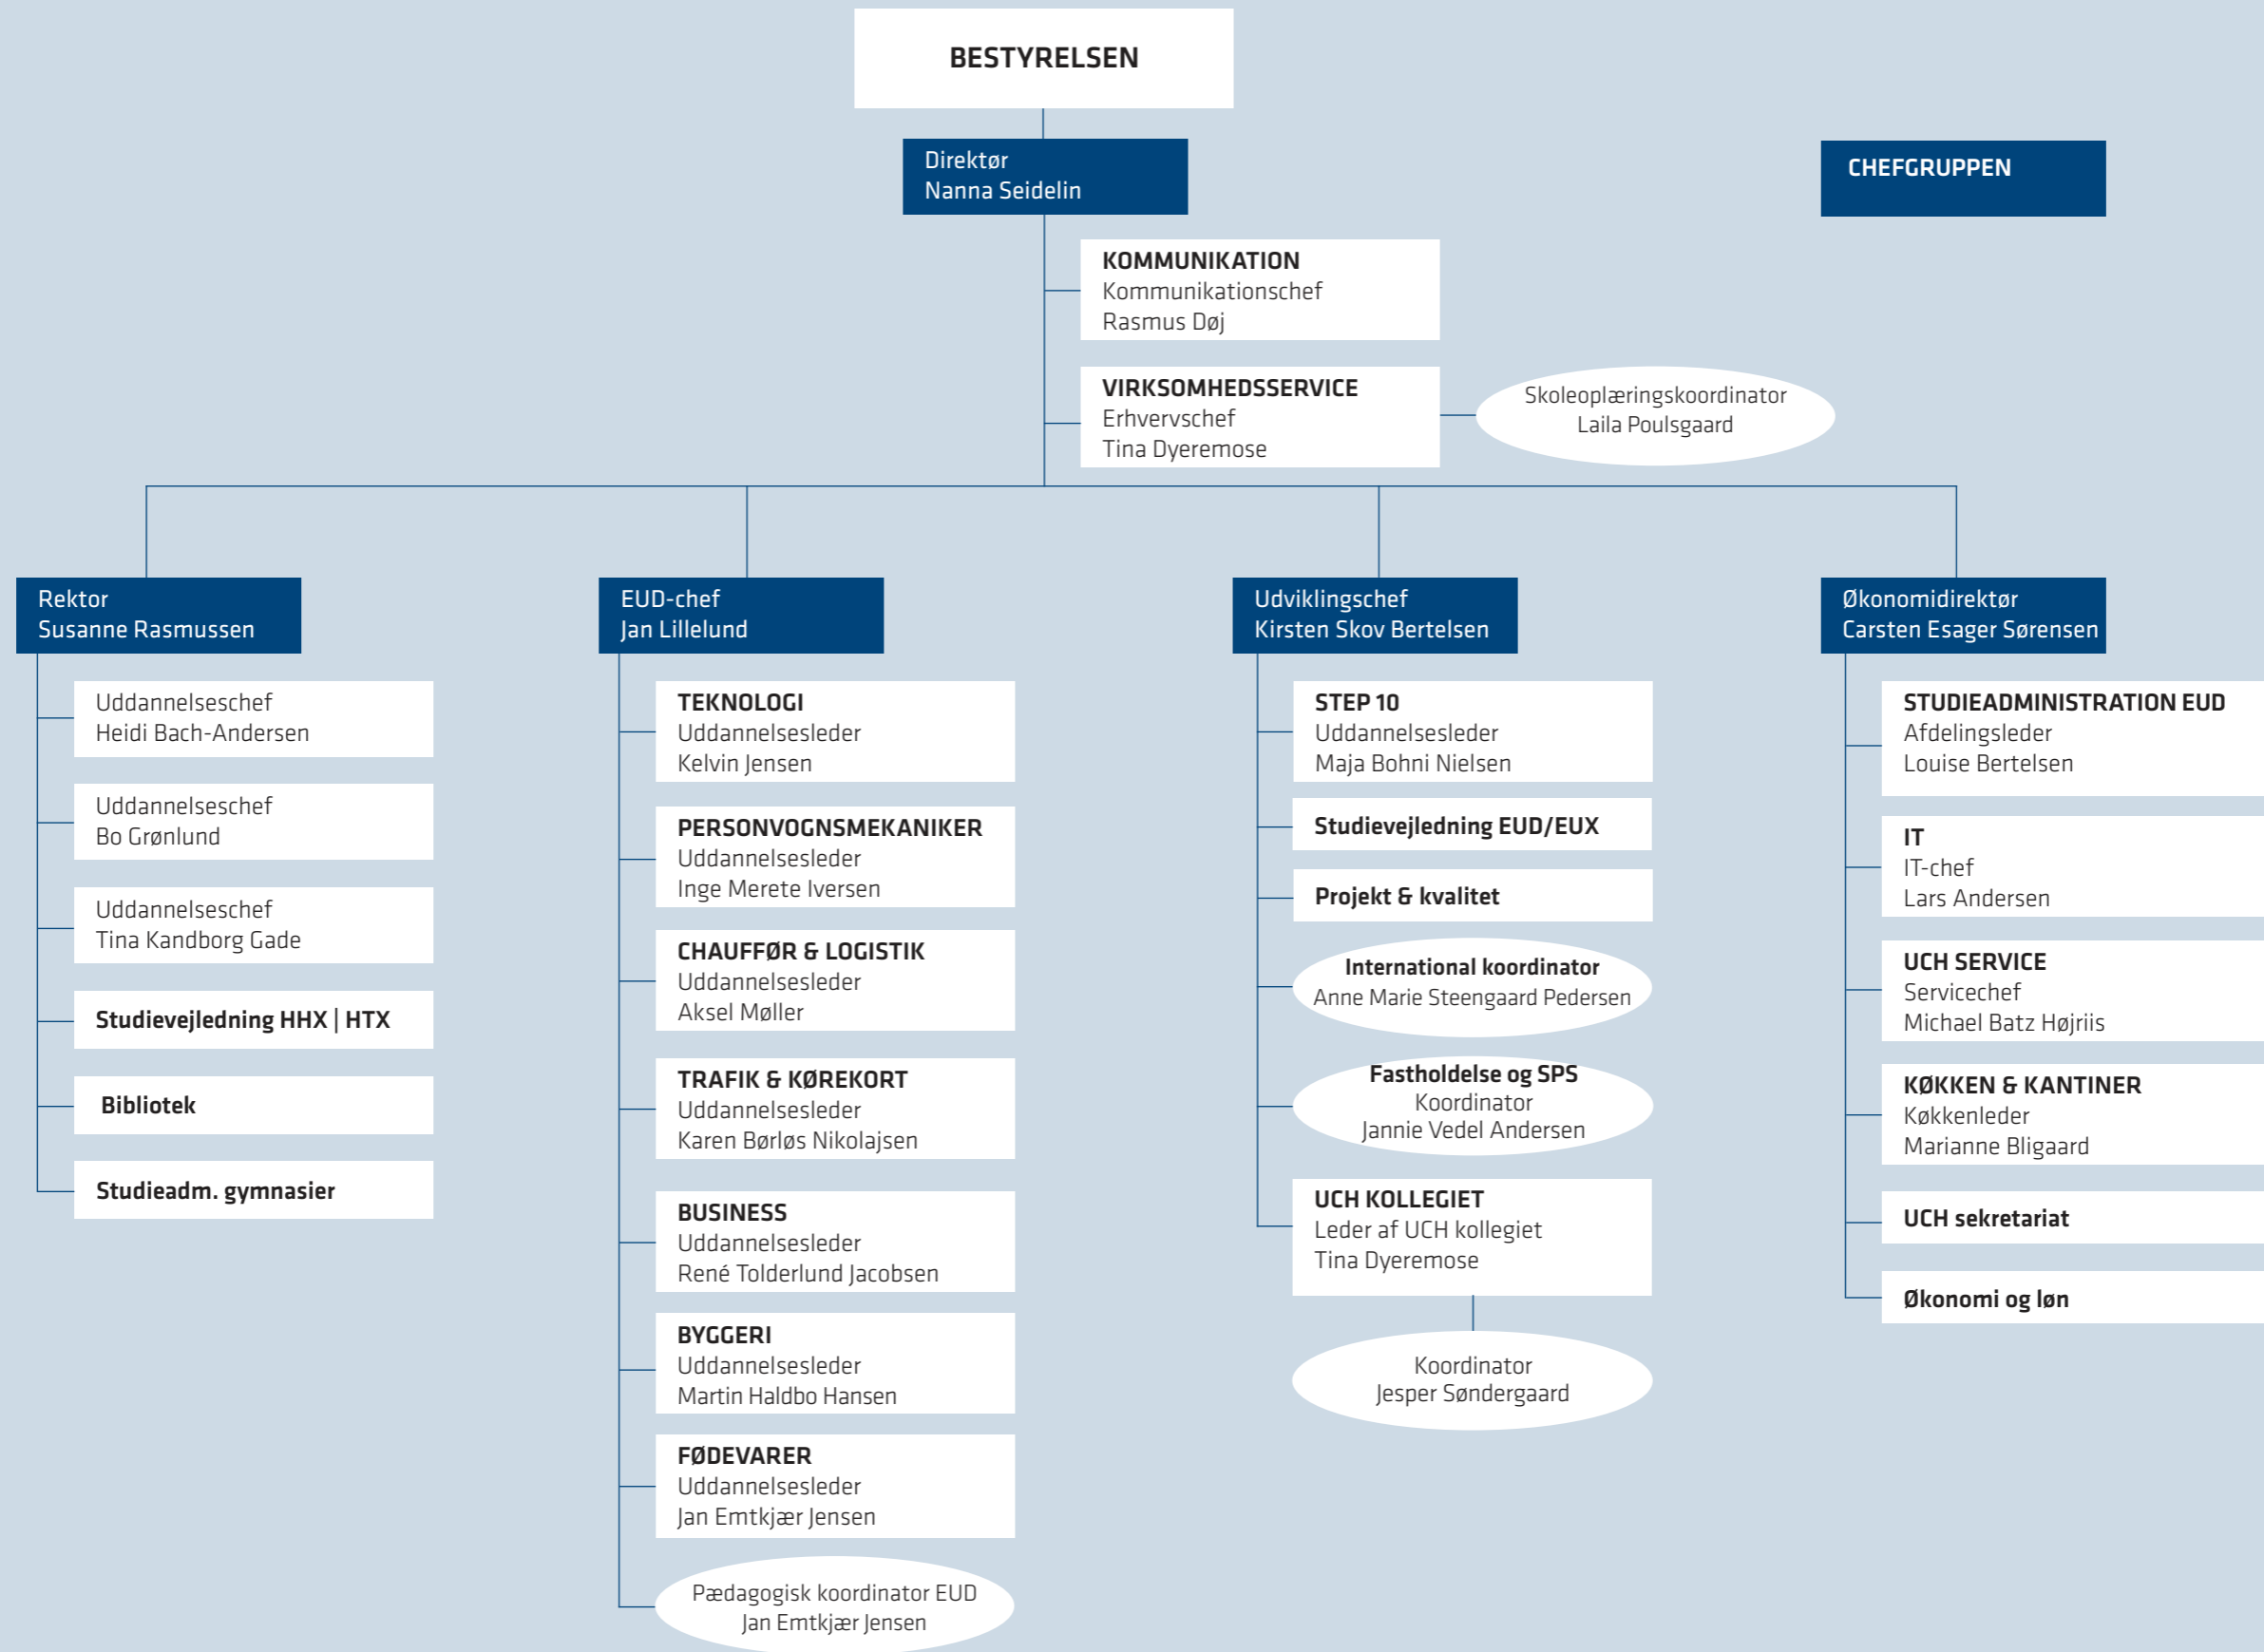 BESTYRELSEN
Direktør
Nanna Seidelin
CHEFGRUPPEN
KOMMUNIKATION
Kommunikationschef
Rasmus Døj
VIRKSOMHEDSSERVICE
Erhvervschef
Tina Dyeremose
Skoleoplæringskoordinator
Laila Poulsgaard
Rektor
Susanne Rasmussen
Uddannelseschef
Heidi Bach-Andersen
Uddannelseschef
Bo Grønlund
Uddannelseschef
Tina Kandborg Gade
Studievejledning HHX | HTX
Bibliotek
Studieadm. gymnasier
EUD-chef
Jan Lillelund
TEKNOLOGI
Uddannelsesleder
Kelvin Jensen
PERSONVOGNSMEKANIKER
Uddannelsesleder
Inge Merete Iversen
CHAUFFØR & LOGISTIK
Uddannelsesleder
Aksel Møller
TRAFIK & KØREKORT
Uddannelsesleder
Karen Børløs Nikolajsen
BUSINESS
Uddannelsesleder
René Tolderlund Jacobsen
BYGGERI
Uddannelsesleder
Martin Haldbo Hansen
FØDEVARER
Uddannelsesleder
Jan Emtkjær Jensen
Pædagogisk koordinator EUD
Jan Emtkjær Jensen
Udviklingschef
Kirsten Skov Bertelsen
STEP 10
Uddannelsesleder
Maja Bohni Nielsen
Studievejledning EUD/EUX
Projekt & kvalitet
International koordinator
Anne Marie Steengaard Pedersen
Fastholdelse og SPS
Koordinator
Jannie Vedel Andersen
UCH KOLLEGIET
Leder af UCH kollegiet
Tina Dyeremose
Koordinator
Jesper Søndergaard
Økonomidirektør
Carsten Esager Sørensen
STUDIEADMINISTRATION EUD
Afdelingsleder
Louise Bertelsen
IT
IT-chef
Lars Andersen
UCH SERVICE
Servicechef
Michael Batz Højriis
KØKKEN & KANTINER
Køkkenleder
Marianne Bligaard
UCH sekretariat
Økonomi og løn